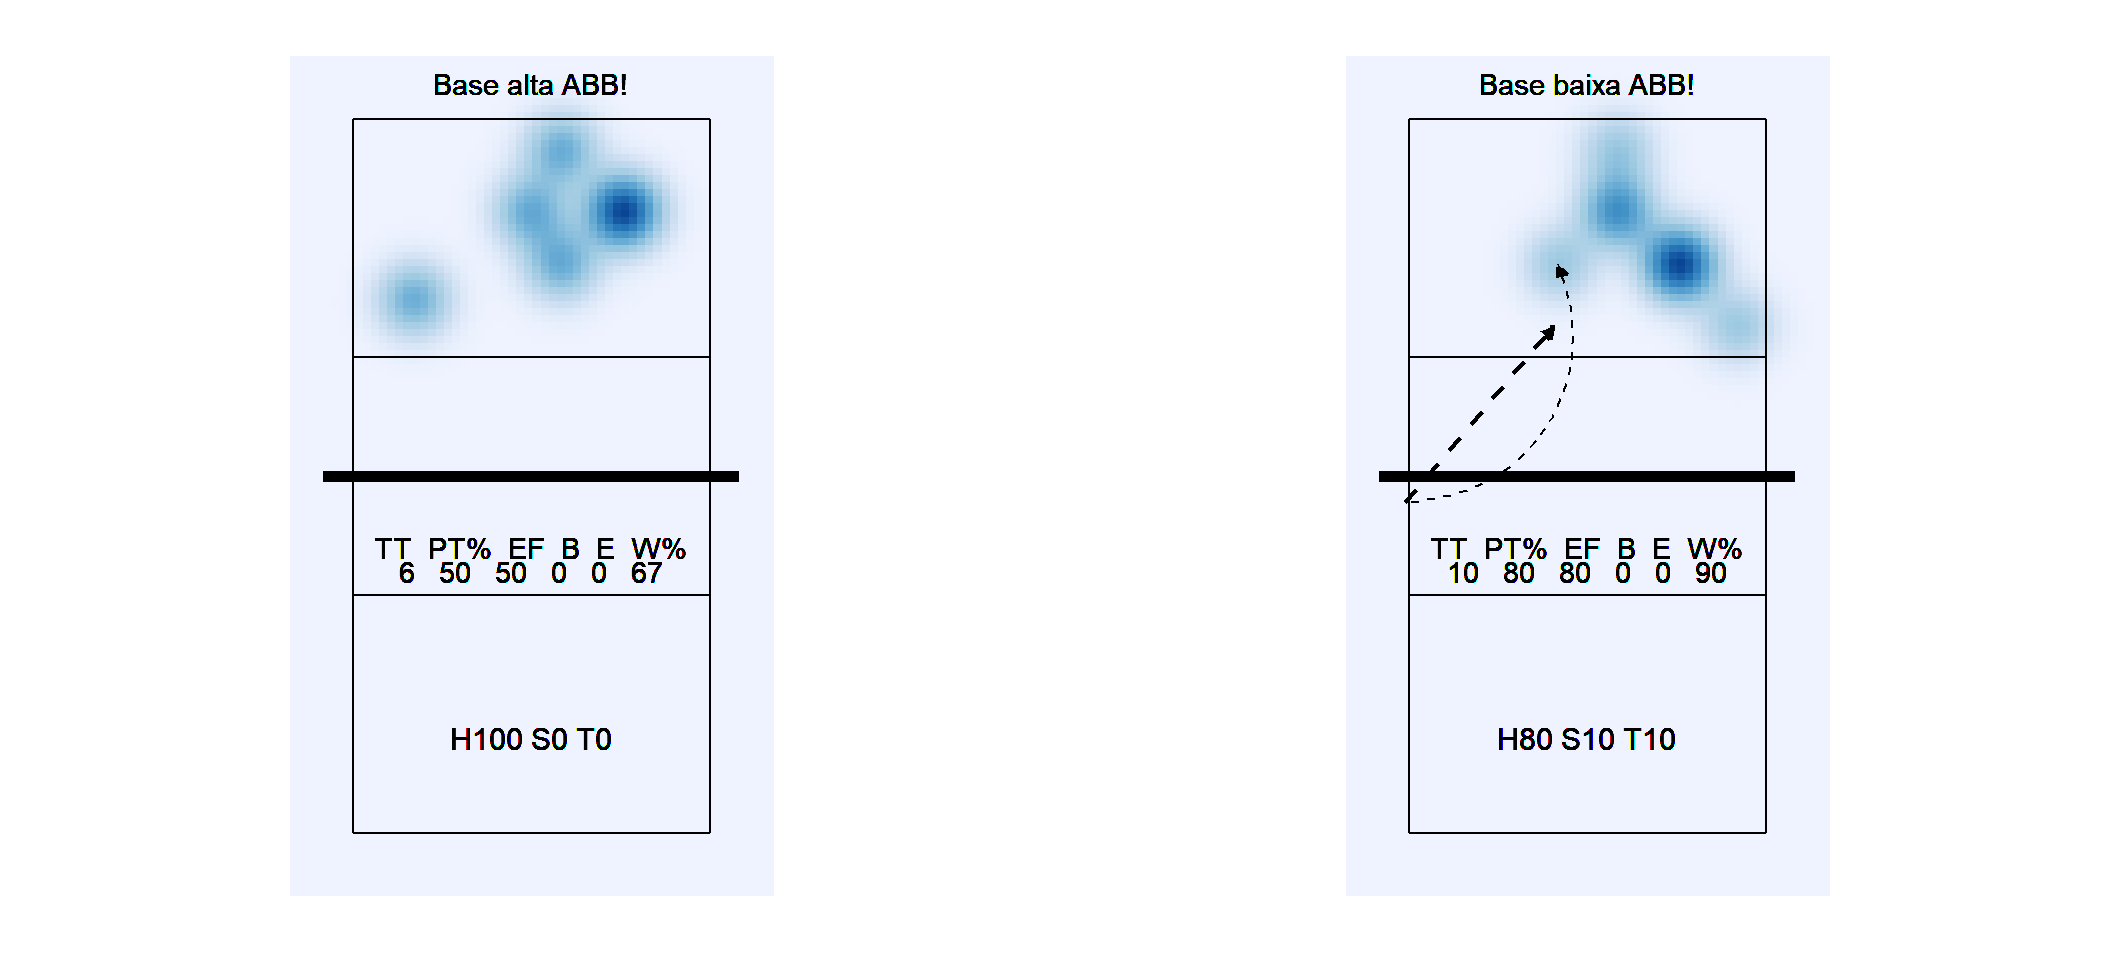 Base alta ABB!
TT PT% EF B E W%
6 50 50 0 0 67
H100 S0 T0
Base baixa ABB!
TT PT% EF B E W%
10 80 80 0 0 90
H80 S10 T10